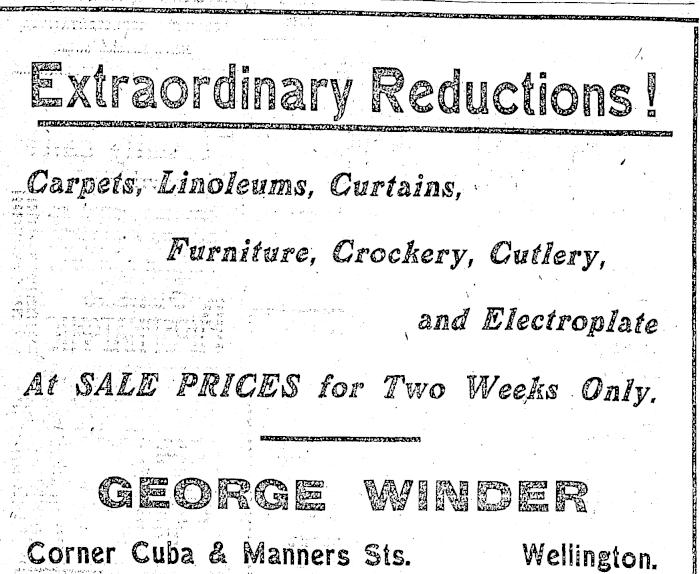 Extraordinary Reductions!
Carpets, Linoleums, Curtains,
Furniture, Crockery, Cutlery,
and Electroplate
At SALE PRICES for Two Weeks Only.
GEORGE WINDER
Corner Cuba & Manners Sts. Wellington.